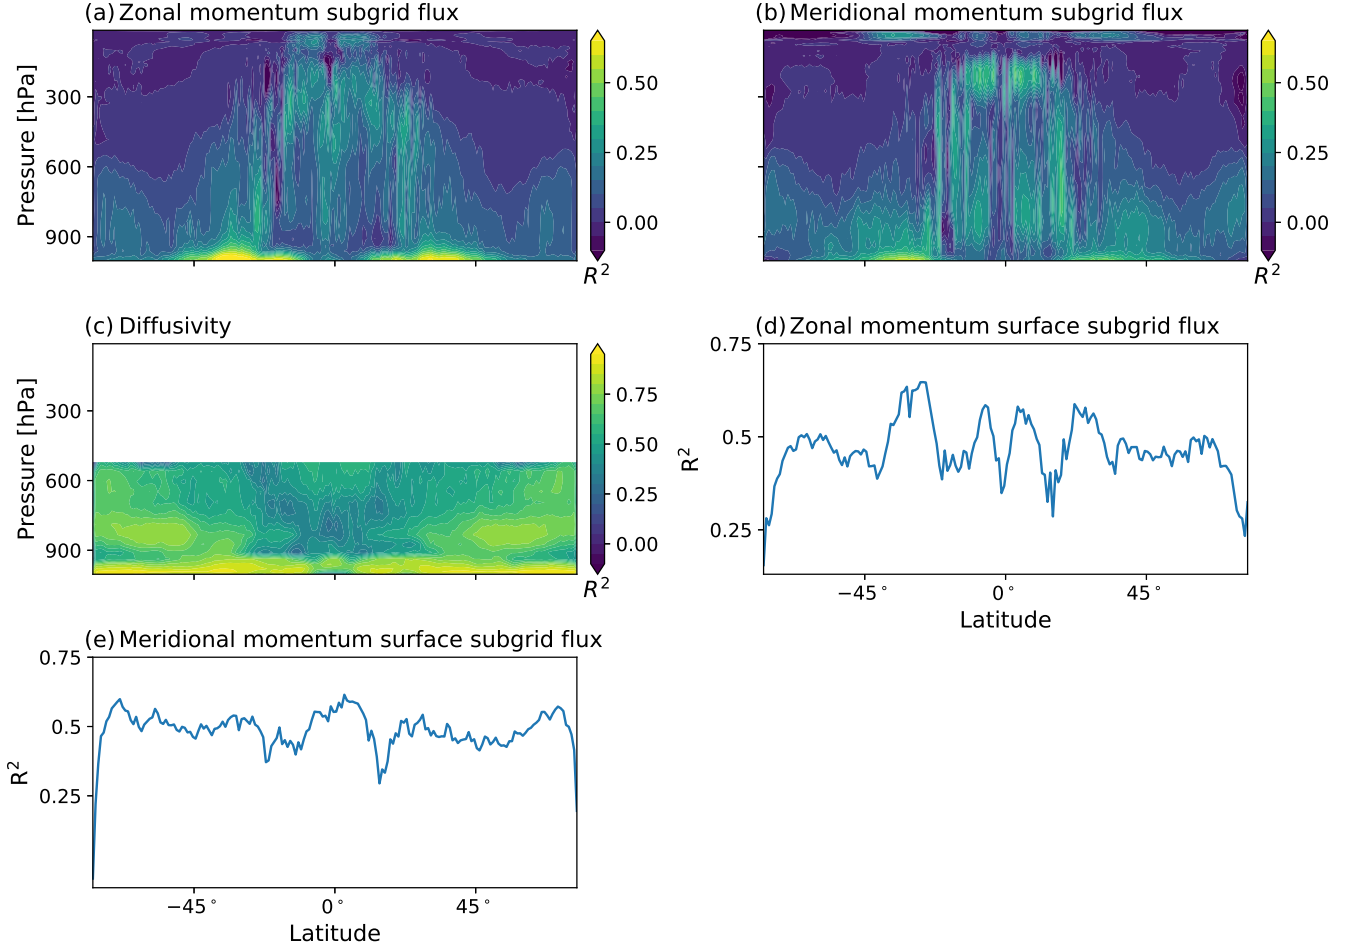 (a) Zonal momentum subgrid flux
Pressure [hPa]
300
600
900
0.50
0.25
0.00
R²
(b) Meridional momentum subgrid flux
0.50
0.25
0.00
R²
(c) Diffusivity
Pressure [hPa]
300
600
900
0.75
0.50
0.25
0.00
R²
(d) Zonal momentum surface subgrid flux
R²
0.75
0.5
0.25
−45° 0° 45°
Latitude
(e) Meridional momentum surface subgrid flux
R²
0.75
0.5
0.25
−45° 0° 45°
Latitude